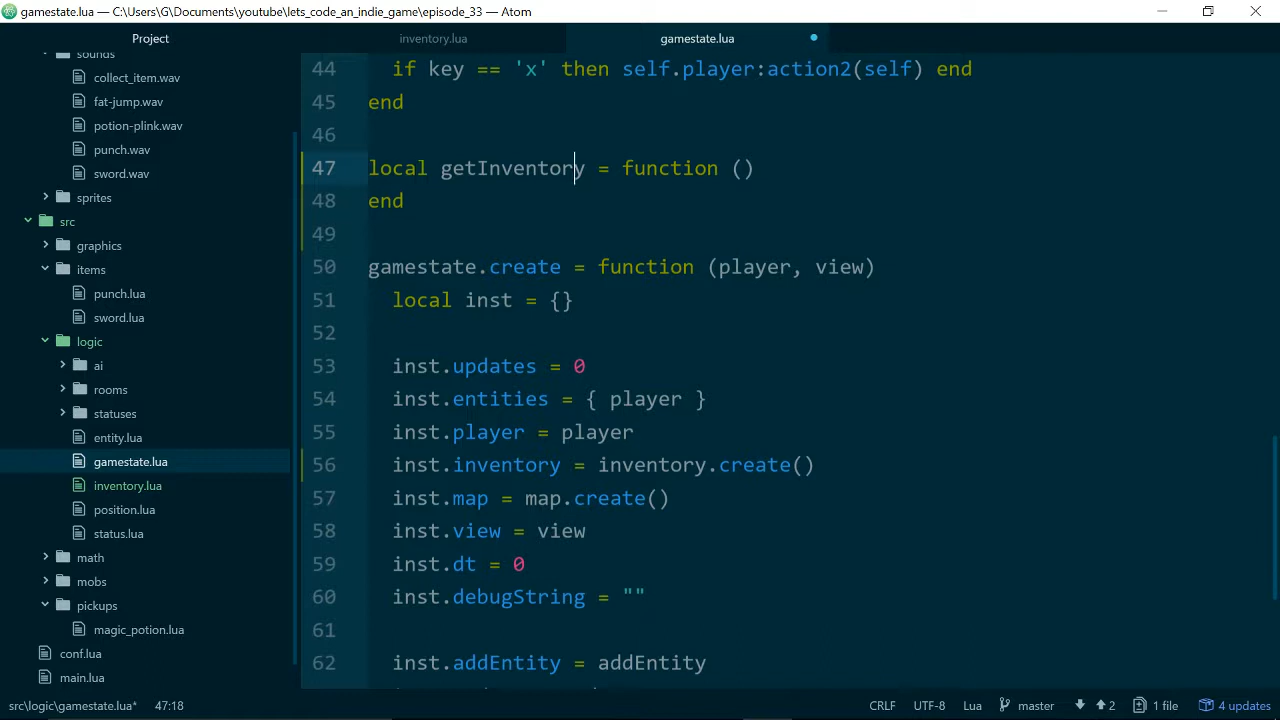 gamestate.lua — C:\Users\G\Documents\youtube\lets_code_an_indie_game\episode_33 — Atom
Project
inventory.lua
gamestate.lua
sounds
collect_item.wav
fat-jump.wav
potion-plink.wav
punch.wav
sword.wav
sprites
src
graphics
items
punch.lua
sword.lua
logic
ai
rooms
statuses
entity.lua
gamestate.lua
inventory.lua
position.lua
status.lua
math
mobs
pickups
magic_potion.lua
conf.lua
main.lua
44 if key == 'x' then self.player:action2(self) end
45 end
46
47 local getInventory = function ()
48 end
49
50 gamestate.create = function (player, view)
51 local inst = {}
52
53 inst.updates = 0
54 inst.entities = { player }
55 inst.player = player
56 inst.inventory = inventory.create()
57 inst.map = map.create()
58 inst.view = view
59 inst.dt = 0
60 inst.debugString = ""
61
62 inst.addEntity = addEntity
src\logic\gamestate.lua* 47:18 CRLF UTF-8 Lua master 2 1 file 4 updates